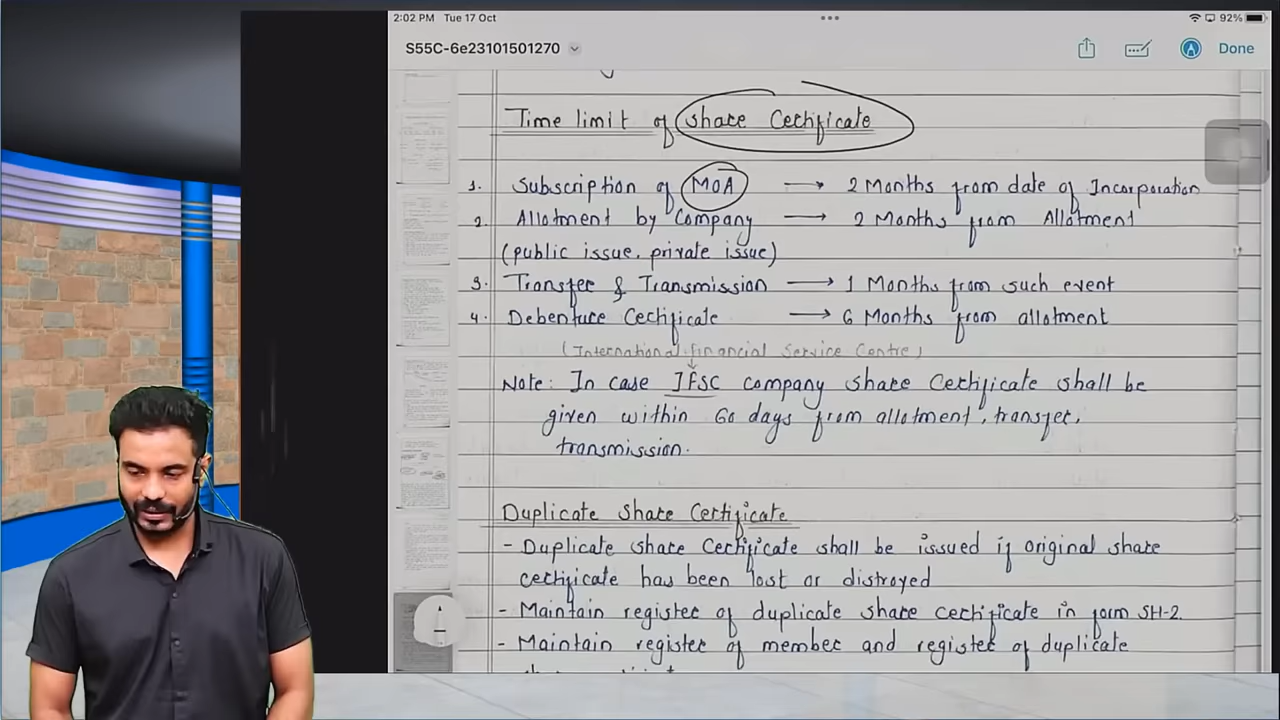 2:02 PM Tue 17 Oct
92%
S55C-6e23101501270
Done
Time limit of share Certificate
1. Subscription of MOA → 2 Months from date of Incorporation
2. Allotment by Company → 2 Months from Allotment
(public issue, private issue)
3. Transfer & Transmission → 1 Months from such event
4. Debenture Certificate → 6 Months from allotment
(International financial Service Centre)
Note: In case IFSC company share Certificate shall be
given within 60 days from allotment, transfer,
transmission.
Duplicate share Certificate
- Duplicate share Certificate shall be issued if original share
certificate has been lost or distroyed
- Maintain register of duplicate share certificate in form SH-2.
- Maintain register of member and register of duplicate